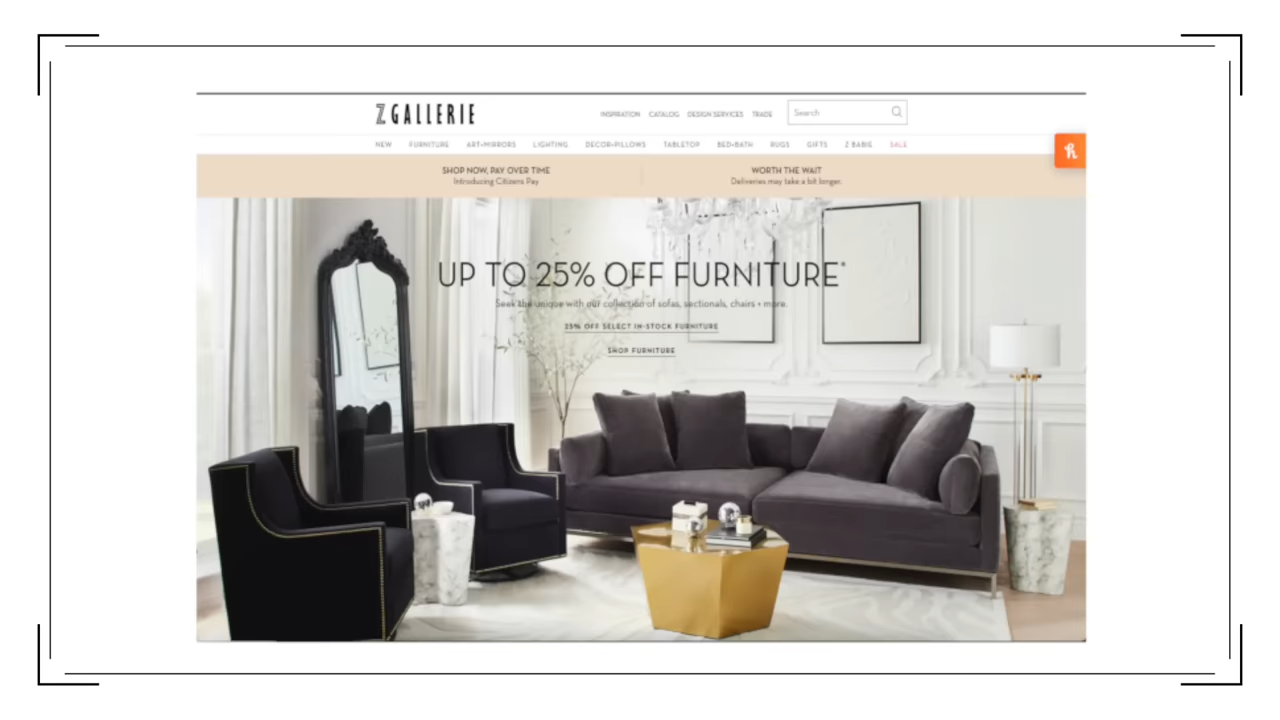 Z GALLERIE
INSPIRATION CATALOG DESIGN SERVICES TRADE Search
NEW FURNITURE ART+MIRRORS LIGHTING DECOR+PILLOWS TABLETOP BED+BATH RUGS GIFTS Z BABIE SALE
SHOP NOW, PAY OVER TIME
Introducing Citizens Pay
WORTH THE WAIT
Deliveries may take a bit longer.
UP TO 25% OFF FURNITURE*
Seek the unique with our collection of sofas, sectionals, chairs + more.
25% OFF SELECT IN-STOCK FURNITURE
SHOP FURNITURE